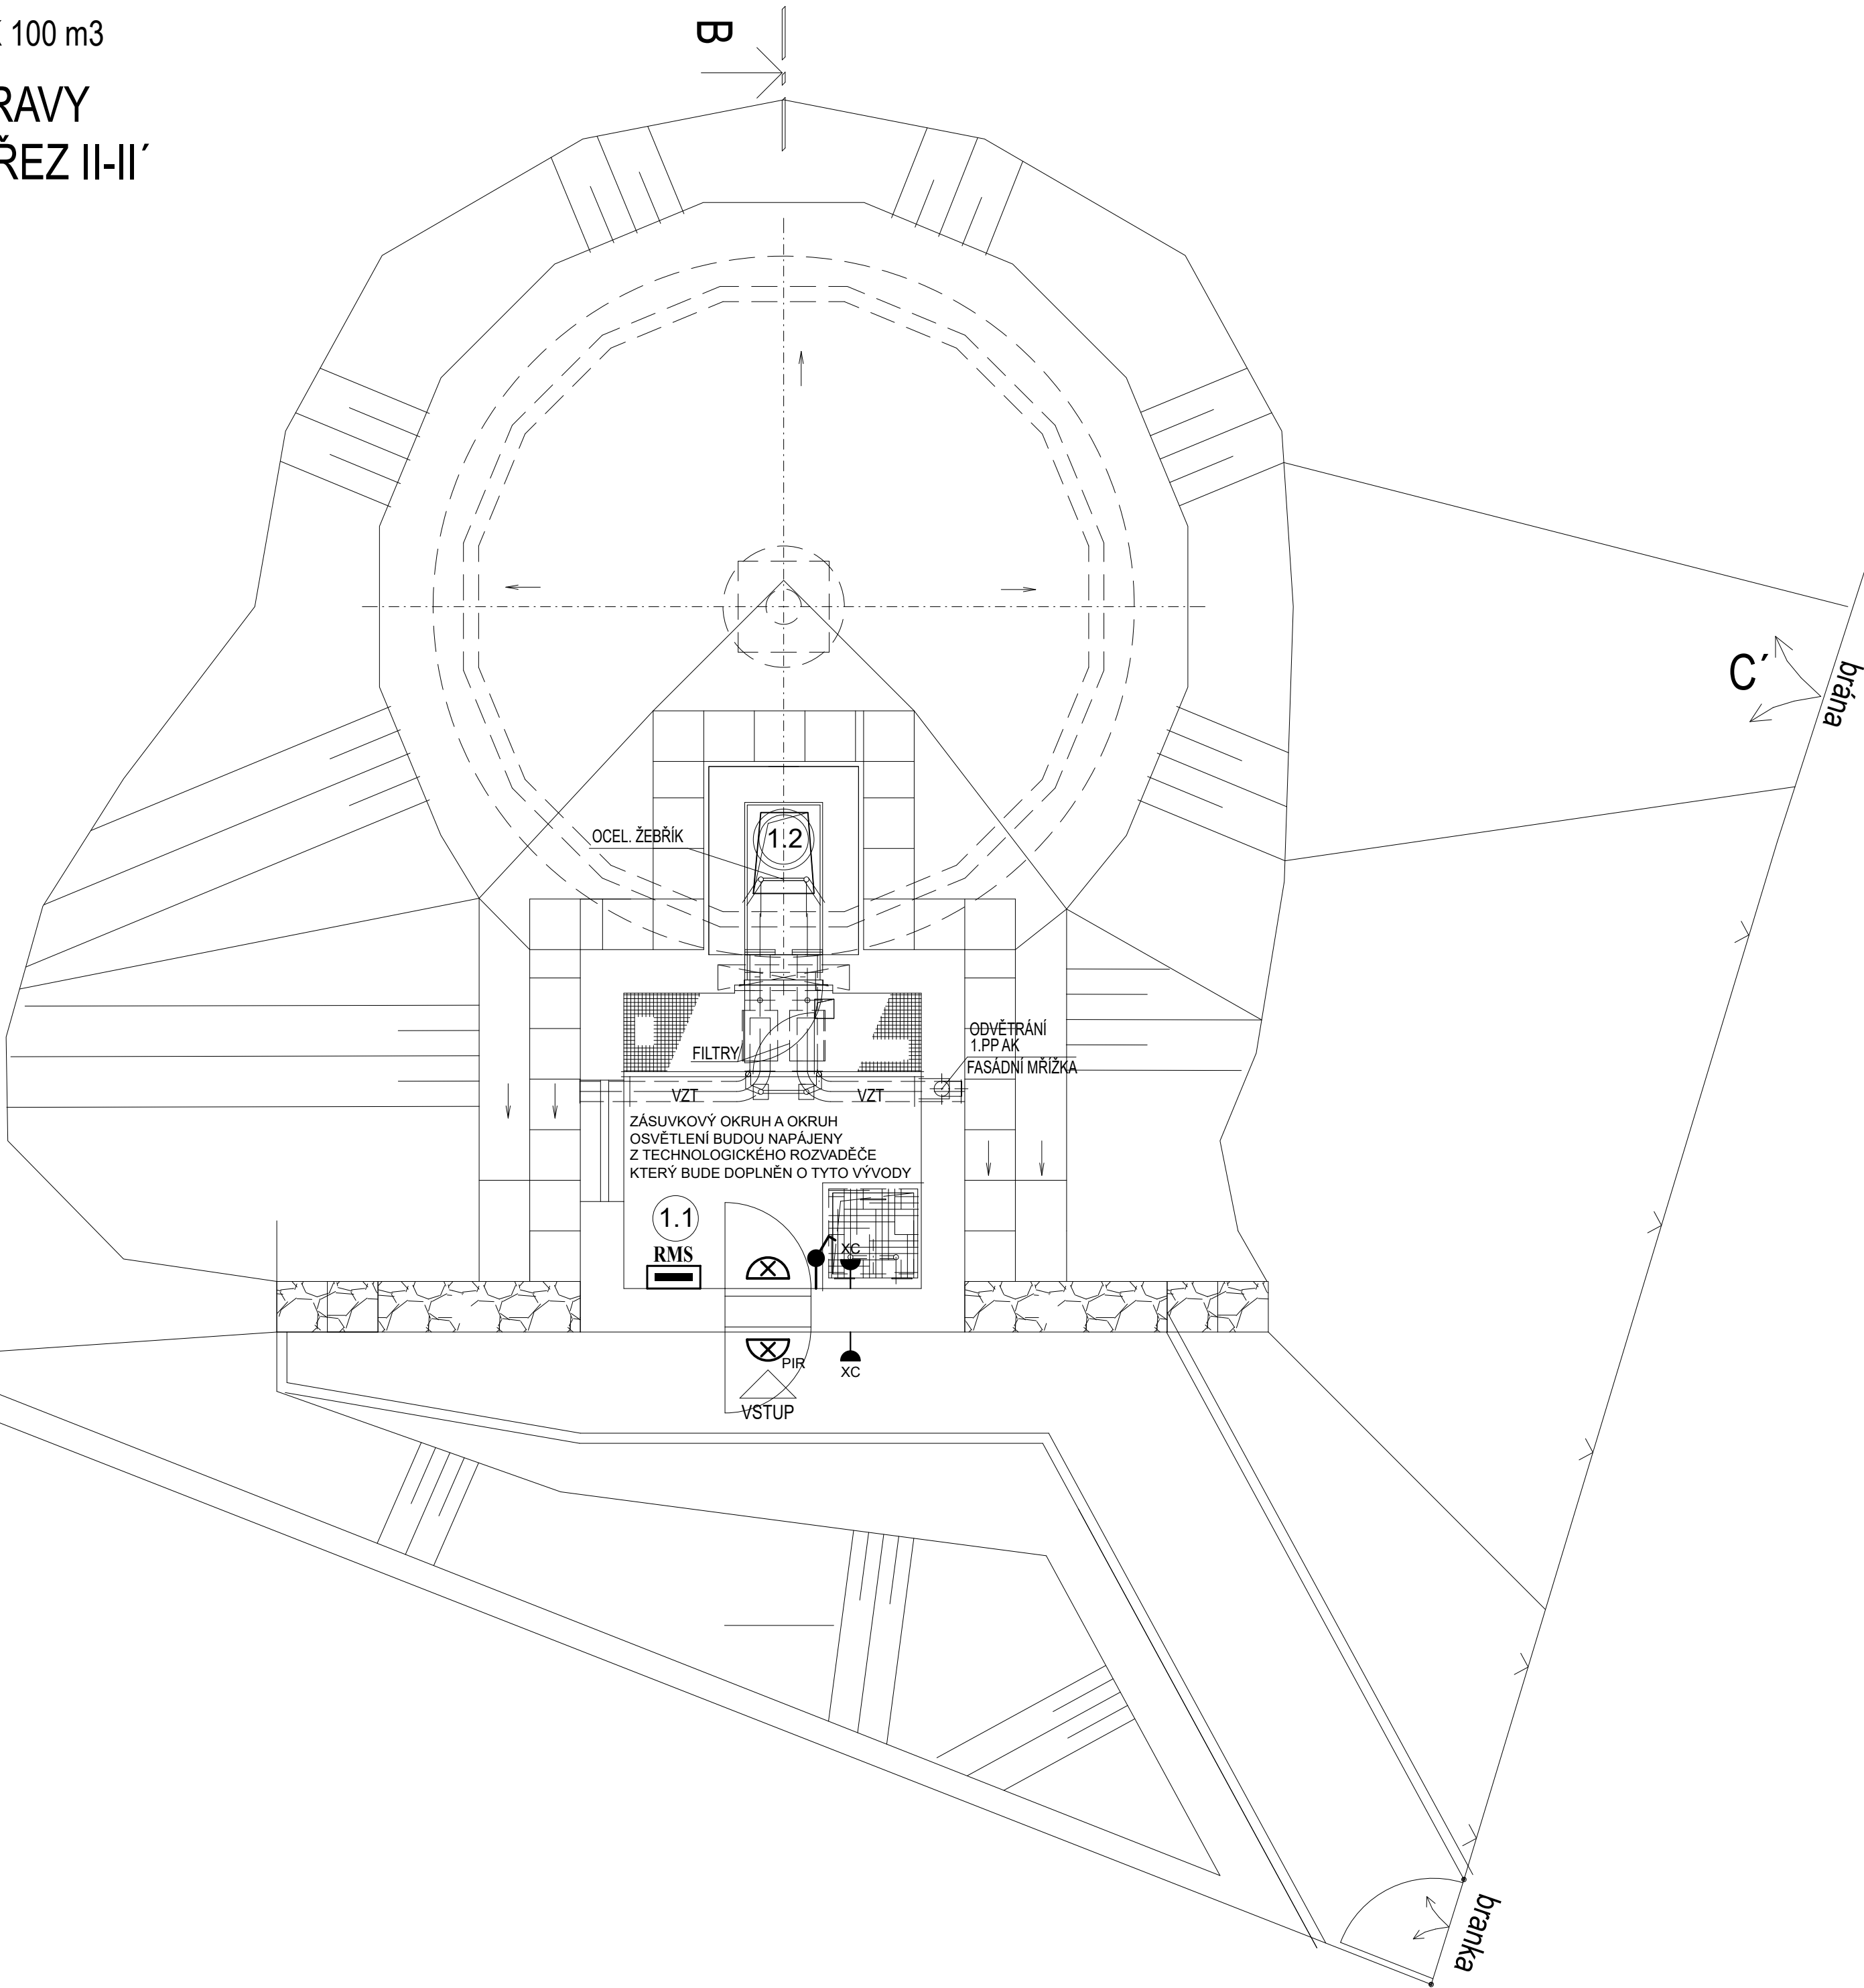 100 m3
RAVY
ŘEZ II-II´
B
C´
brána
OCEL. ŽEBŘÍK
1.2
ODVĚTRÁNÍ
1.PP AK
FASÁDNÍ MŘÍŽKA
FILTRY
VZT
VZT
ZÁSUVKOVÝ OKRUH A OKRUH
OSVĚTLENÍ BUDOU NAPÁJENY
Z TECHNOLOGICKÉHO ROZVADĚČE
KTERÝ BUDE DOPLNĚN O TYTO VÝVODY
1.1
RMS
XC
PIR
XC
VSTUP
branka